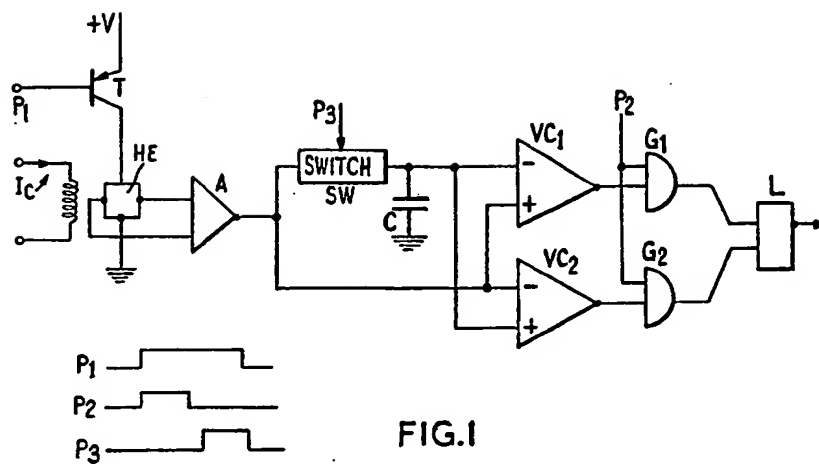 +V
P1
T
HE
IC
A
P3
SWITCH
SW
C
-
+
VC1
-
+
VC2
P2
G1
G2
L
P1
P2
P3
FIG.1